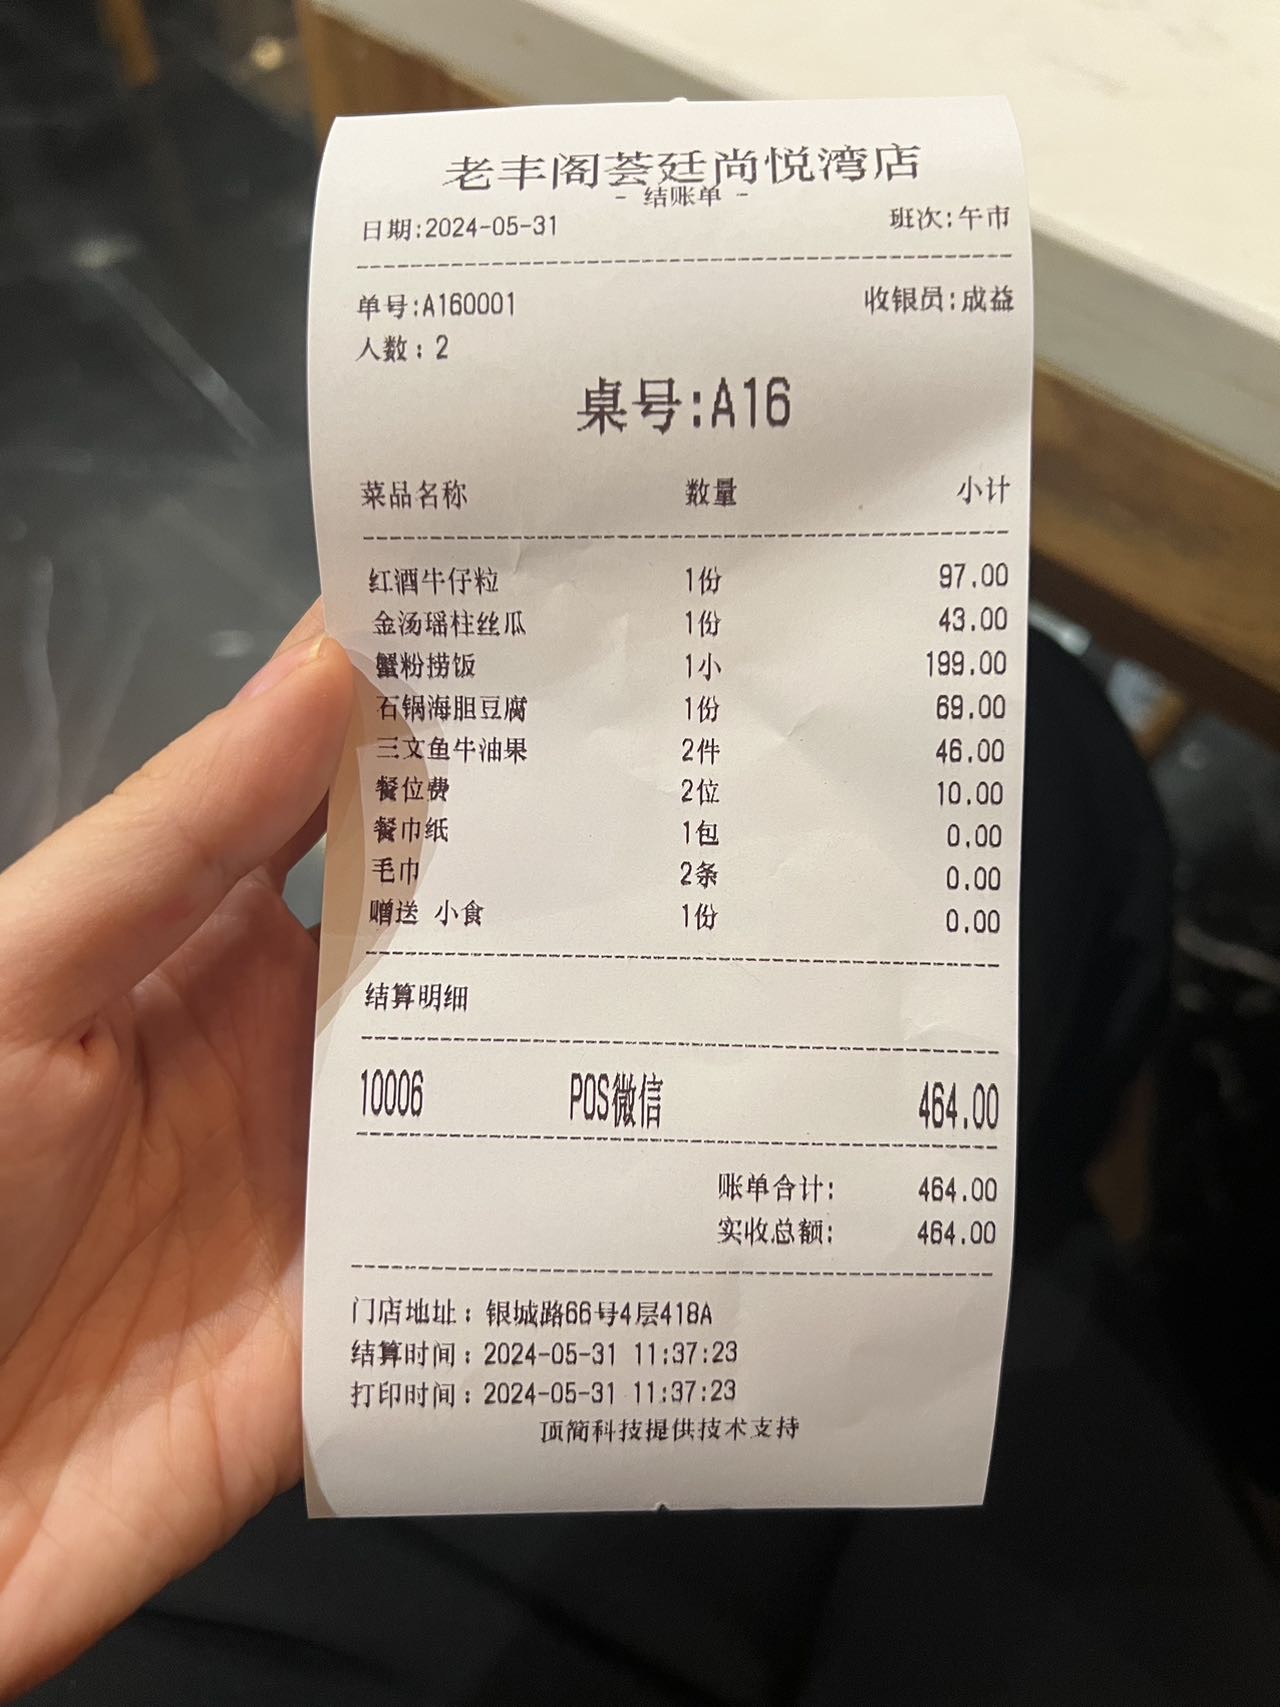 老丰阁荟廷尚悦湾店
- 结账单 -
日期:2024-05-31 班次:午市
单号:A160001 收银员:成益
人数：2
桌号:A16
菜品名称 数量 小计
红酒牛仔粒 1份 97.00
金汤瑶柱丝瓜 1份 43.00
蟹粉捞饭 1小 199.00
石锅海胆豆腐 1份 69.00
三文鱼牛油果 2件 46.00
餐位费 2位 10.00
餐巾纸 1包 0.00
毛巾 2条 0.00
赠送 小食 1份 0.00
结算明细
10006 POS微信 464.00
账单合计: 464.00
实收总额: 464.00
门店地址：银城路66号4层418A
结算时间：2024-05-31 11:37:23
打印时间：2024-05-31 11:37:23
顶简科技提供技术支持